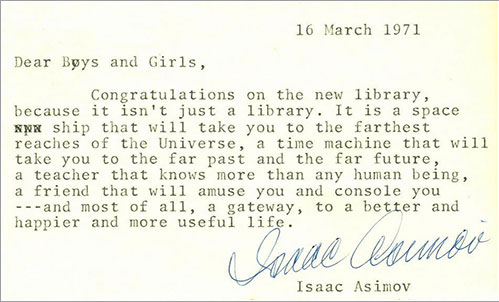 16 March 1971
Dear Boys and Girls,
Congratulations on the new library,
because it isn't just a library. It is a space
ship that will take you to the farthest
reaches of the Universe, a time machine that will
take you to the far past and the far future,
a teacher that knows more than any human being,
a friend that will amuse you and console you
---and most of all, a gateway, to a better and
happier and more useful life.
Isaac Asimov
Isaac Asimov